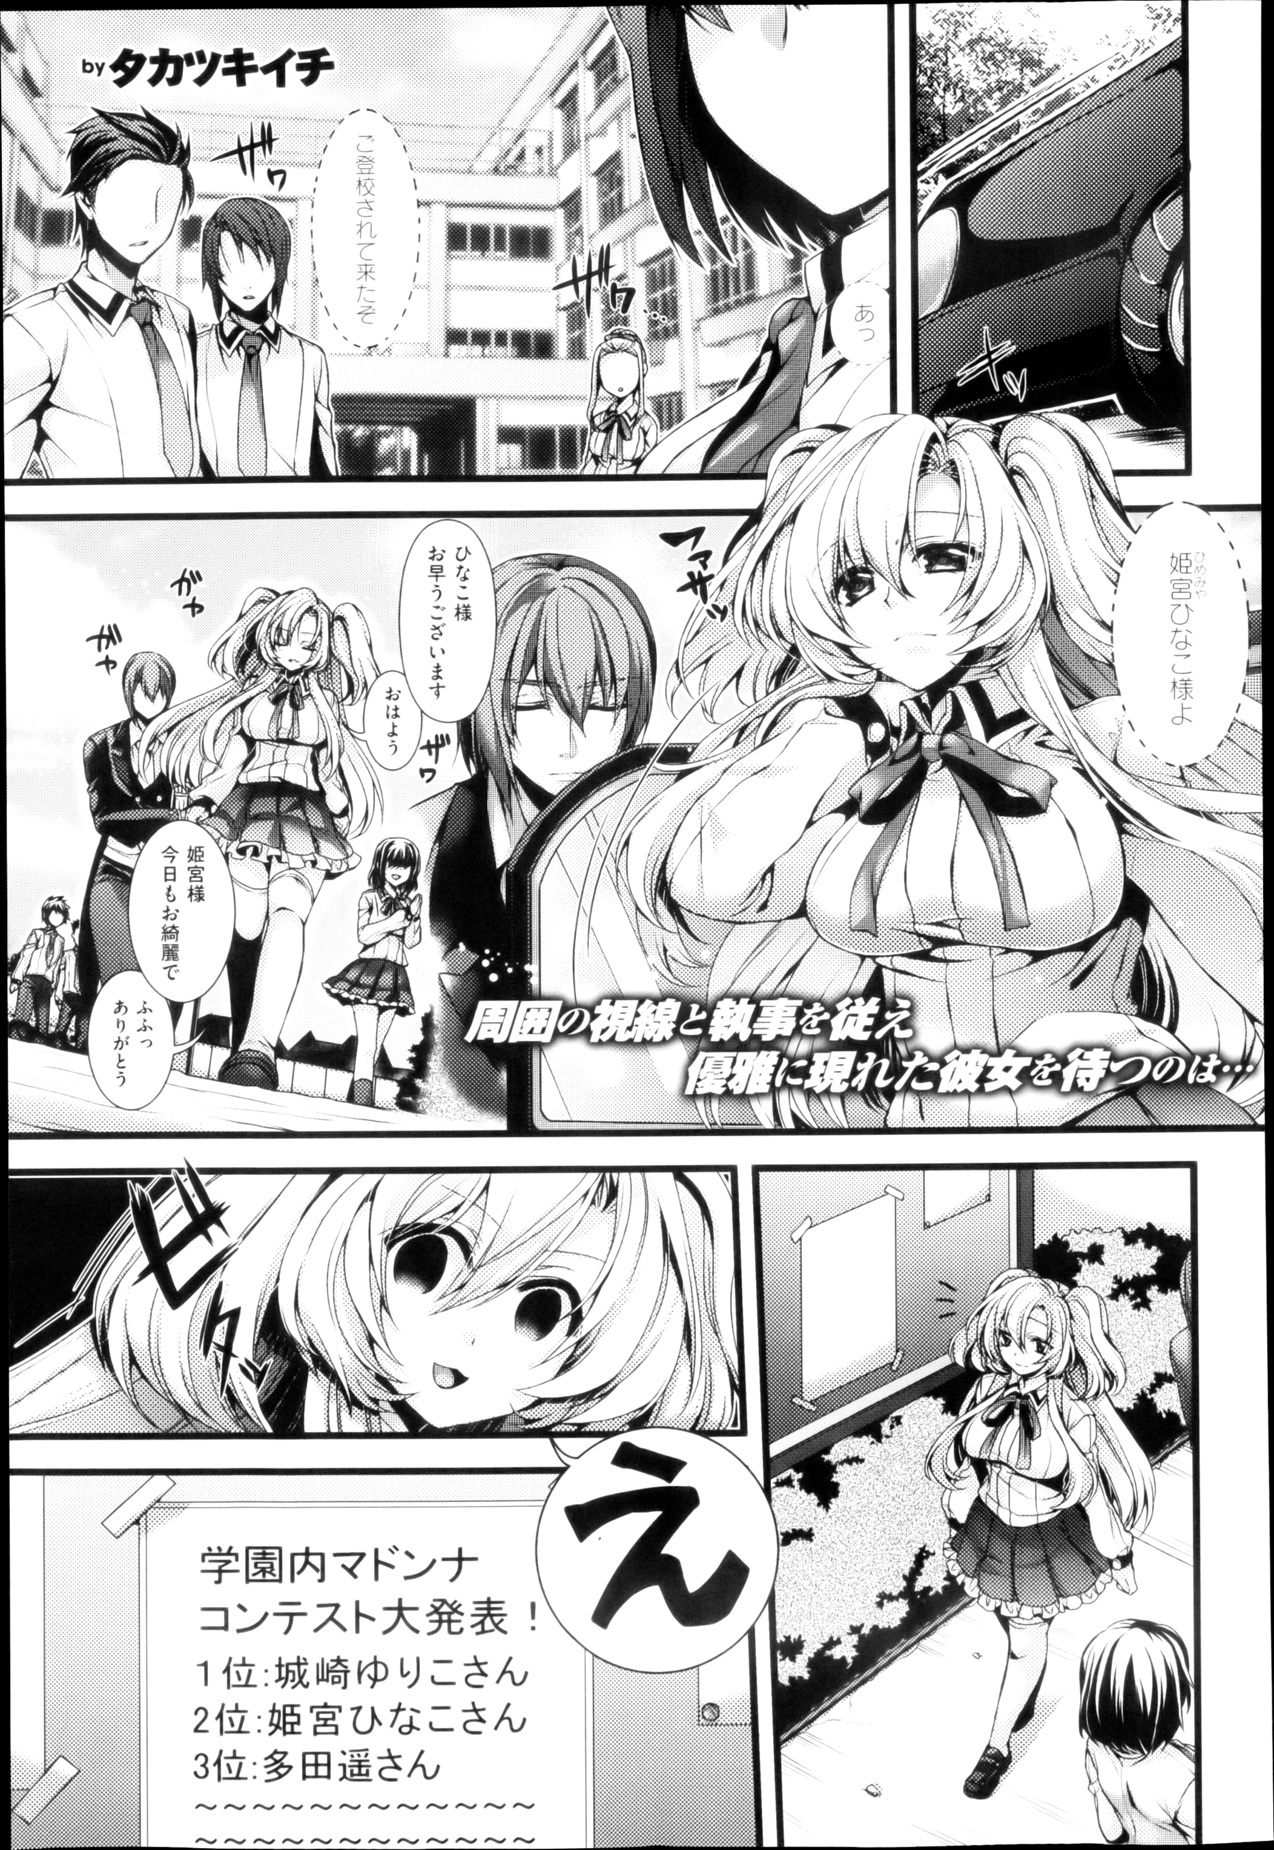 by タカツキイチ
キッ
あっ
ザワ…
ご登校されて来たぞ
ザワ
姫宮ひなこ様よ
ひめみや
ファサッ
ひなこ様
お早うございます
おはよう
ザワ
ガヤ
ガヤ
姫宮様
今日もお綺麗で
ふふっ
ありがとう
周囲の視線と執事を従え
優雅に現れた彼女を待つのは…
え
学園内マドンナ
コンテスト大発表!
1位:城崎ゆりこさん
2位:姫宮ひなこさん
3位:多田遥さん
~~~~~~~~~~~~
~~~~~~~~~~~~